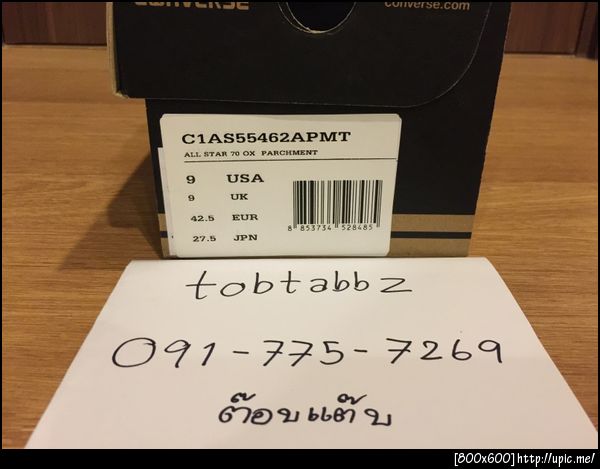 CONVERSE converse.com
C1AS55462APMT
ALL STAR 70 OX PARCHMENT
9 USA
9 UK
42.5 EUR
27.5 JPN
8 853734 528485
tobtabbz
091-775-7269
ต๊อบแต๊บ
[800x600]http://upic.me/